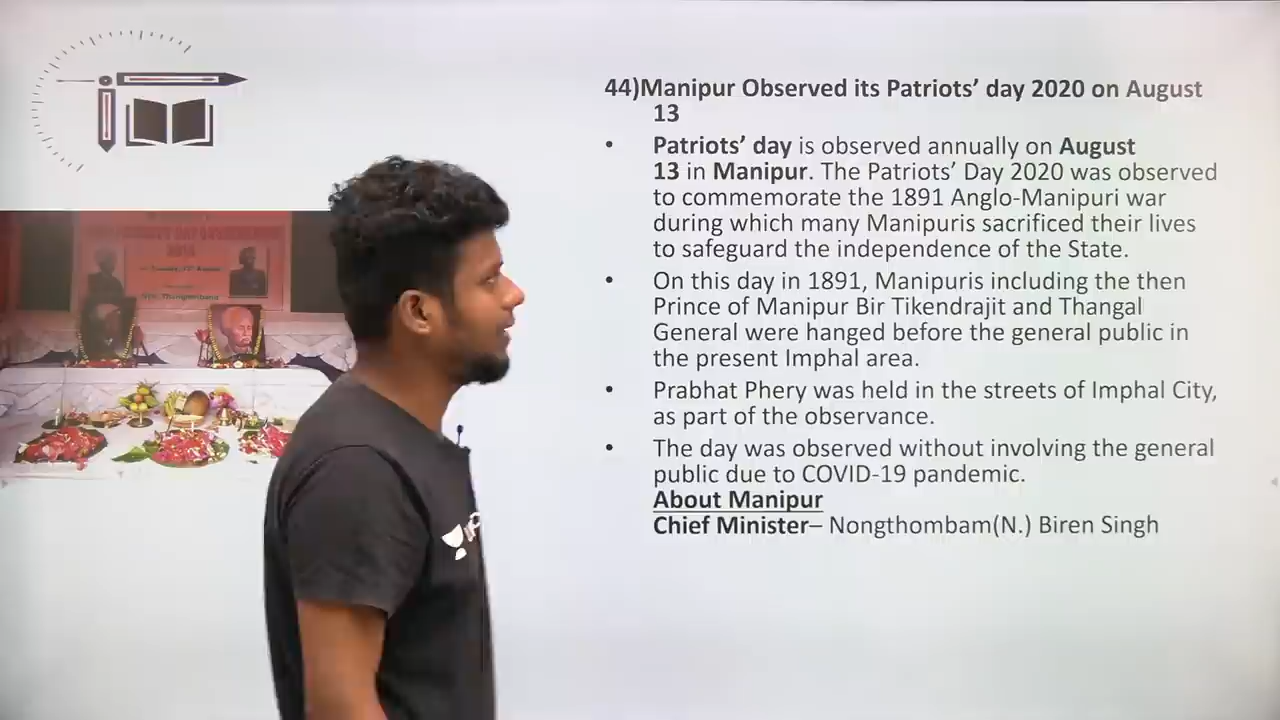 44)Manipur Observed its Patriots’ day 2020 on August
13
• Patriots’ day is observed annually on August
13 in Manipur. The Patriots’ Day 2020 was observed
to commemorate the 1891 Anglo-Manipuri war
during which many Manipuris sacrificed their lives
to safeguard the independence of the State.
• On this day in 1891, Manipuris including the then
Prince of Manipur Bir Tikendrajit and Thangal
General were hanged before the general public in
the present Imphal area.
• Prabhat Phery was held in the streets of Imphal City,
as part of the observance.
• The day was observed without involving the general
public due to COVID-19 pandemic.
About Manipur
Chief Minister– Nongthombam(N.) Biren Singh